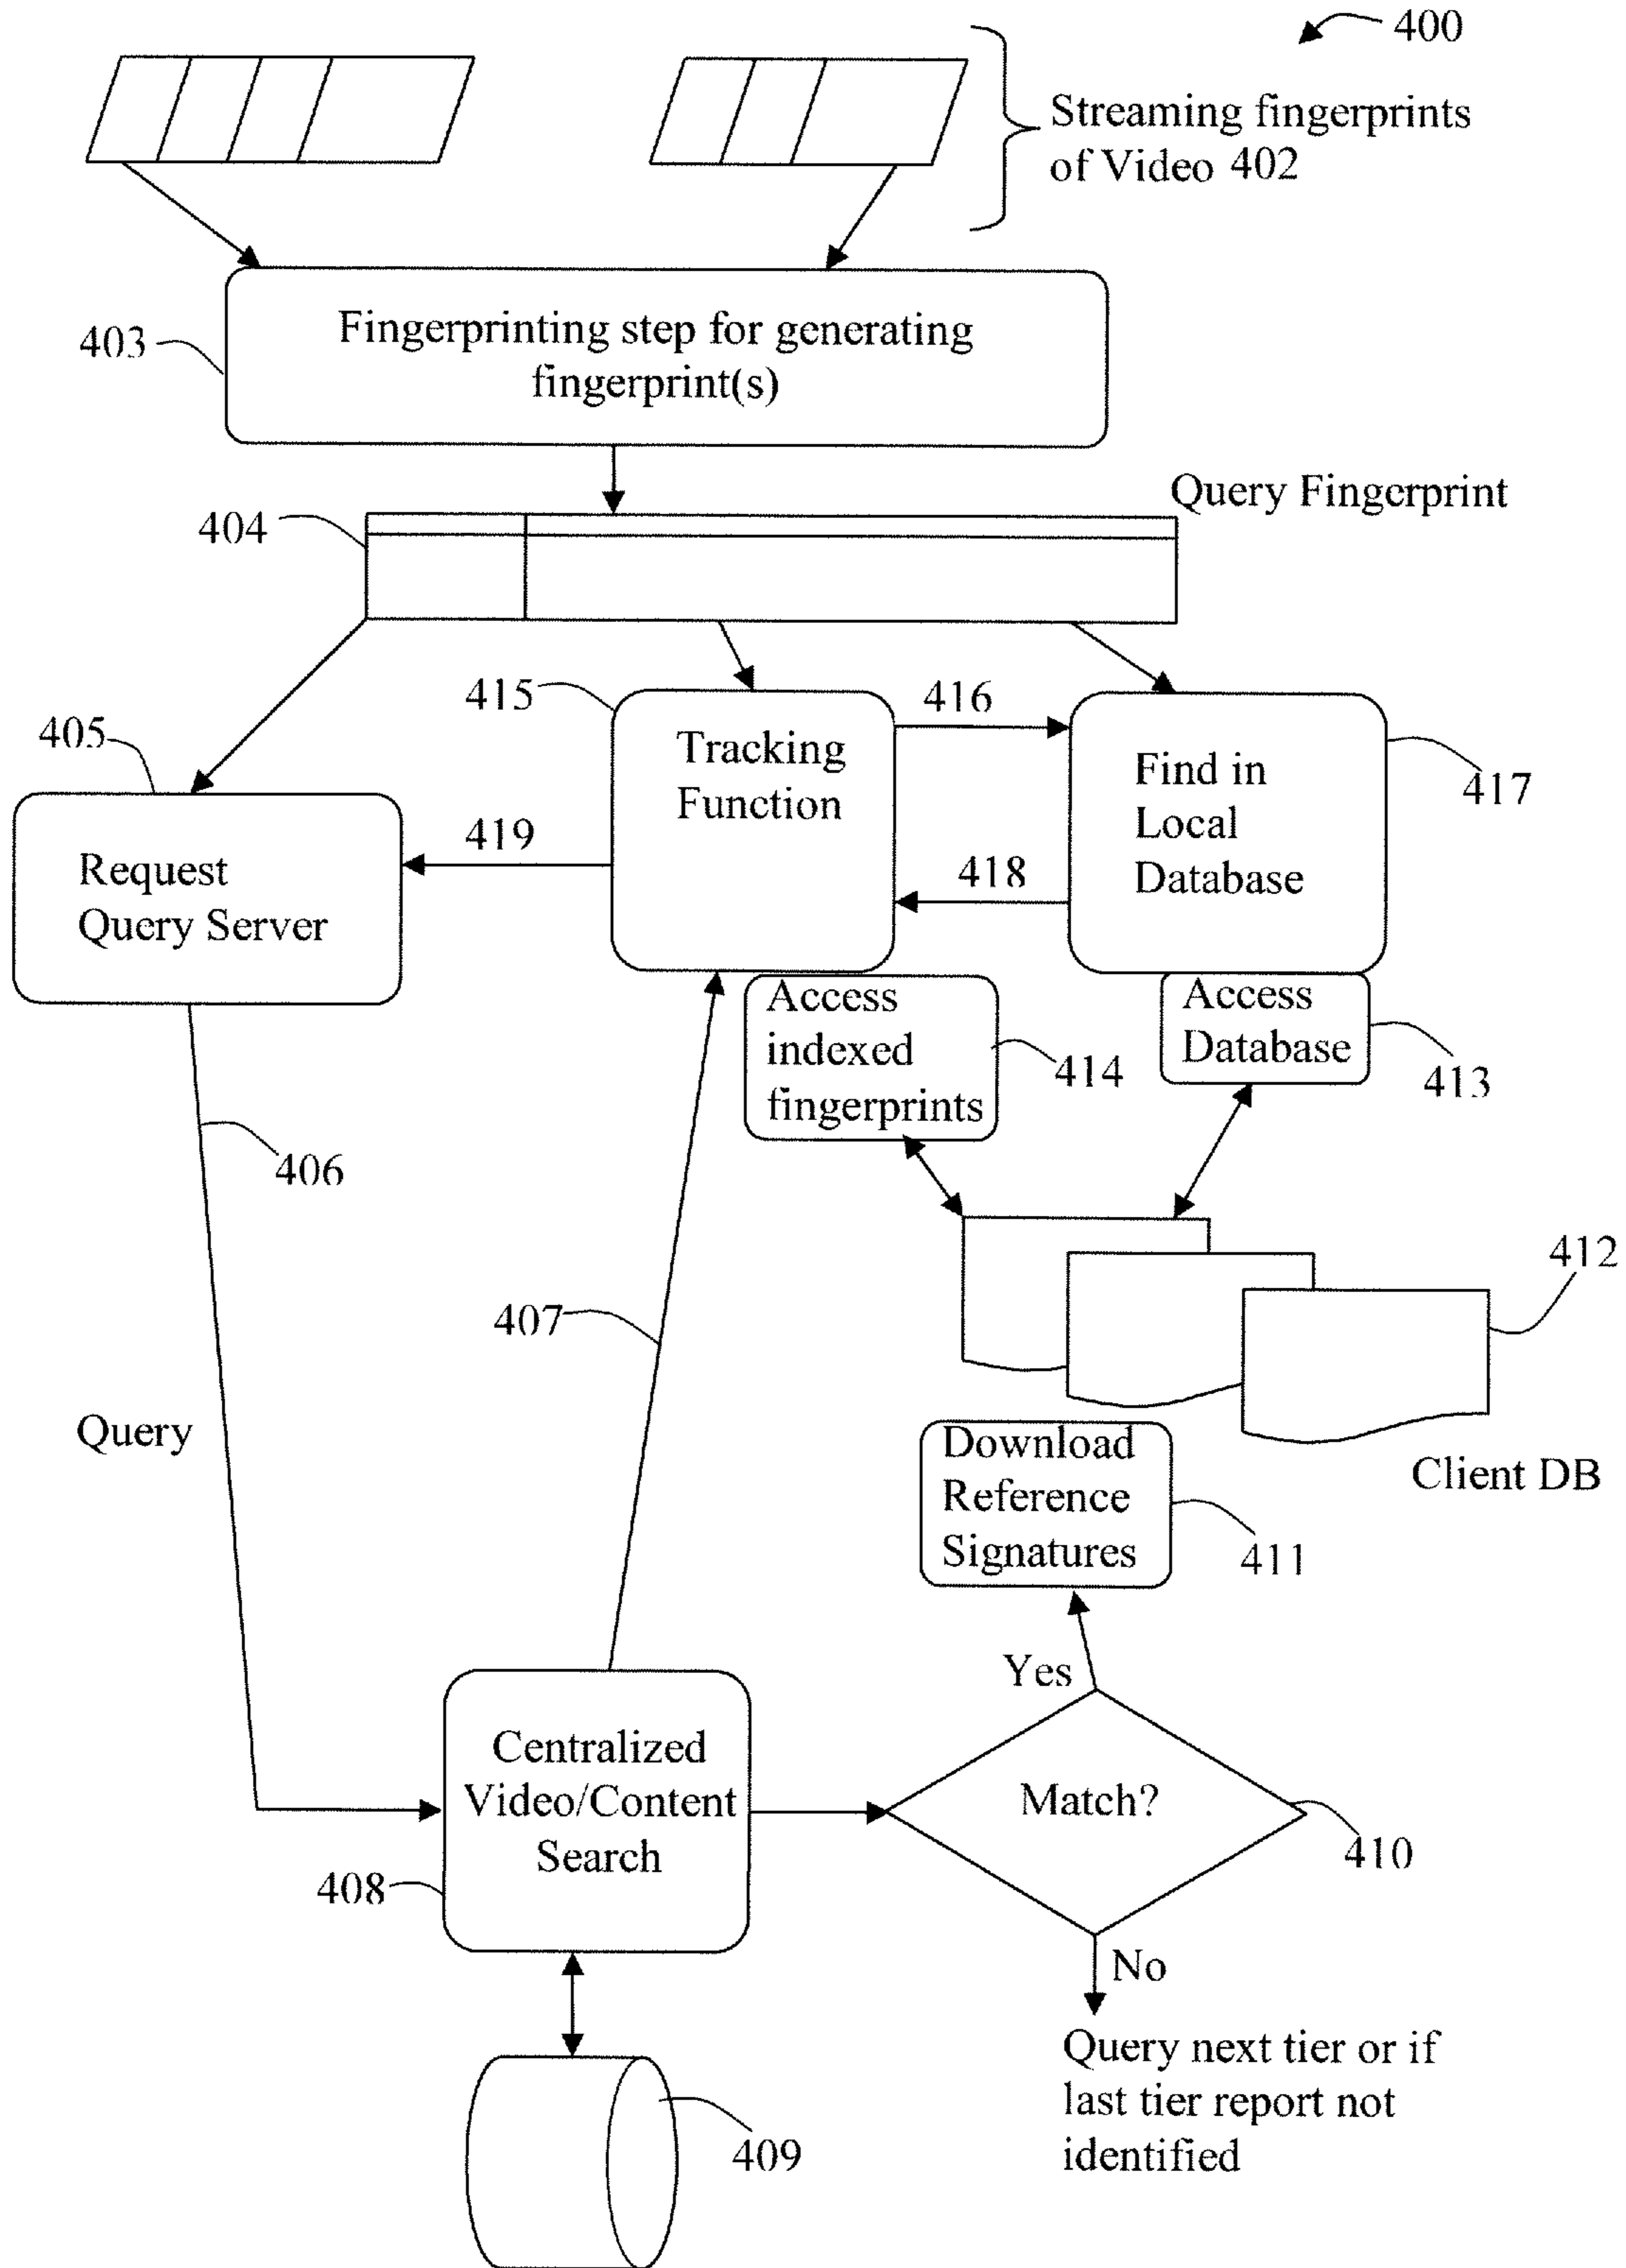 400
Streaming fingerprints
of Video 402
403
Fingerprinting step for generating
fingerprint(s)
Query Fingerprint
404
415
416
405
Tracking
Function
Find in
Local
Database
417
419
418
Request
Query Server
Access
indexed
fingerprints
414
Access
Database
413
406
412
407
Query
Download
Reference
Signatures
Client DB
411
Yes
Centralized
Video/Content
Search
Match?
410
408
No
Query next tier or if
last tier report not
identified
409